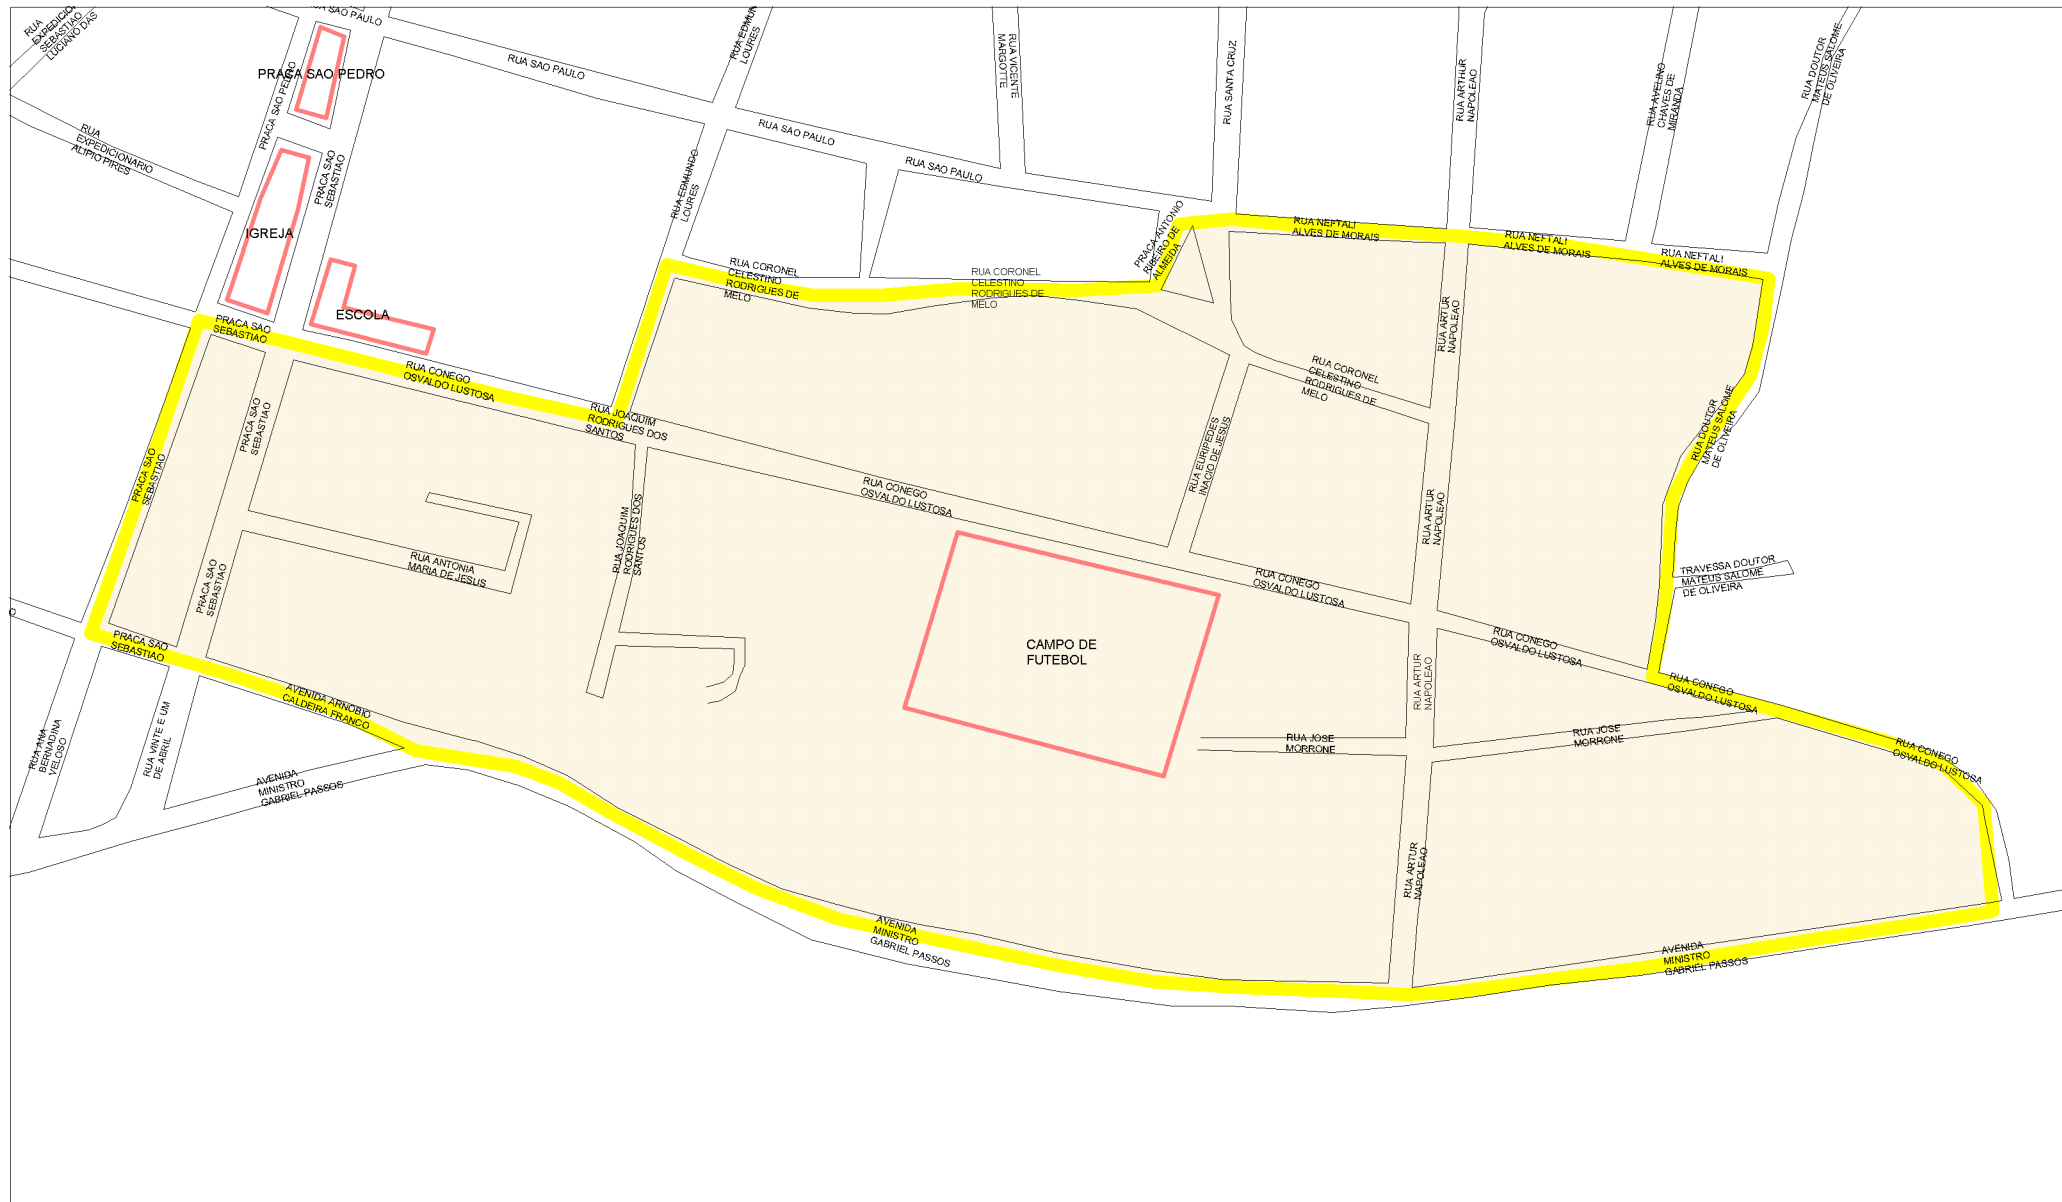 RUA
EXPEDICIO
SEBASTIAO
LUCIANO DAS
SAO PAULO
PRACA SAO PEDRO
PRACA SAO PEDRO
RUA SAO PAULO
RUA EDMUN
LOURES
RUA VICENTE
MARGOTTE
RUA SANTA CRUZ
RUA ARTHUR
NAPOLEAO
RUA AVELINO
CHAVES DE
MIRANDA
RUA DOUTOR
MATEUS SALOME
DE OLIVEIRA
RUA
EXPEDICIONARIO
ALIPIO PIRES
PRACA SAO
SEBASTIAO
RUA SAO PAULO
RUA SAO PAULO
RUA EDMUNDO
LOURES
IGREJA
ESCOLA
PRACA ANTONIO
RIBEIRO DE
ALMEIDA
RUA NEFTALI
ALVES DE MORAIS
RUA NEFTALI
ALVES DE MORAIS
RUA NEFTALI
ALVES DE MORAIS
RUA CORONEL
CELESTINO
RODRIGUES DE
MELO
RUA CORONEL
CELESTINO
RODRIGUES DE
MELO
PRACA SAO
SEBASTIAO
RUA ARTUR
NAPOLEAO
RUA CORONEL
CELESTINO
RODRIGUES DE
MELO
RUA CONEGO
OSVALDO LUSTOSA
RUA JOAQUIM
RODRIGUES DOS
SANTOS
PRACA SAO
SEBASTIAO
PRACA SAO
SEBASTIAO
RUA EURIPEDES
INACIO DE JESUS
RUA DOUTOR
MATEUS SALOME
DE OLIVEIRA
RUA CONEGO
OSVALDO LUSTOSA
RUA ARTUR
NAPOLEAO
RUA JOAQUIM
RODRIGUES DOS
SANTOS
RUA ANTONIA
MARIA DE JESUS
PRACA SAO
SEBASTIAO
RUA CONEGO
OSVALDO LUSTOSA
TRAVESSA DOUTOR
MATEUS SALOME
DE OLIVEIRA
O
PRACA SAO
SEBASTIAO
CAMPO DE
FUTEBOL
RUA CONEGO
OSVALDO LUSTOSA
RUA ARTUR
NAPOLEAO
RUA CONEGO
OSVALDO LUSTOSA
AVENIDA ARNOBIO
CALDEIRA FRANCO
RUA ANA
BERNADINA
VELOSO
RUA VINTE E UM
DE ABRIL
RUA JOSE
MORRONE
RUA JOSE
MORRONE
RUA CONEGO
OSVALDO LUSTOSA
AVENIDA
MINISTRO
GABRIEL PASSOS
RUA ARTUR
NAPOLEAO
AVENIDA
MINISTRO
GABRIEL PASSOS
AVENIDA
MINISTRO
GABRIEL PASSOS